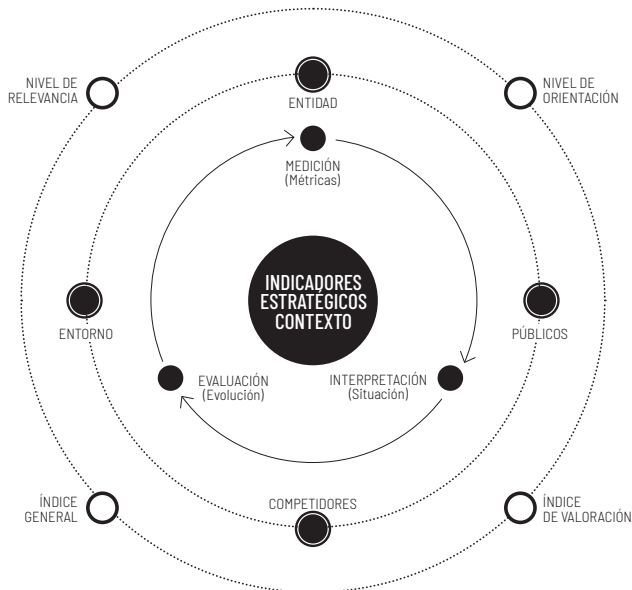 NIVEL DE
RELEVANCIA
NIVEL DE
ORIENTACIÓN
ENTIDAD
MEDICIÓN
(Métricas)
INDICADORES
ESTRATÉGICOS
CONTEXTO
ENTORNO
PÚBLICOS
EVALUACIÓN
(Evolución)
INTERPRETACIÓN
(Situación)
ÍNDICE
GENERAL
COMPETIDORES
ÍNDICE
DE VALORACIÓN